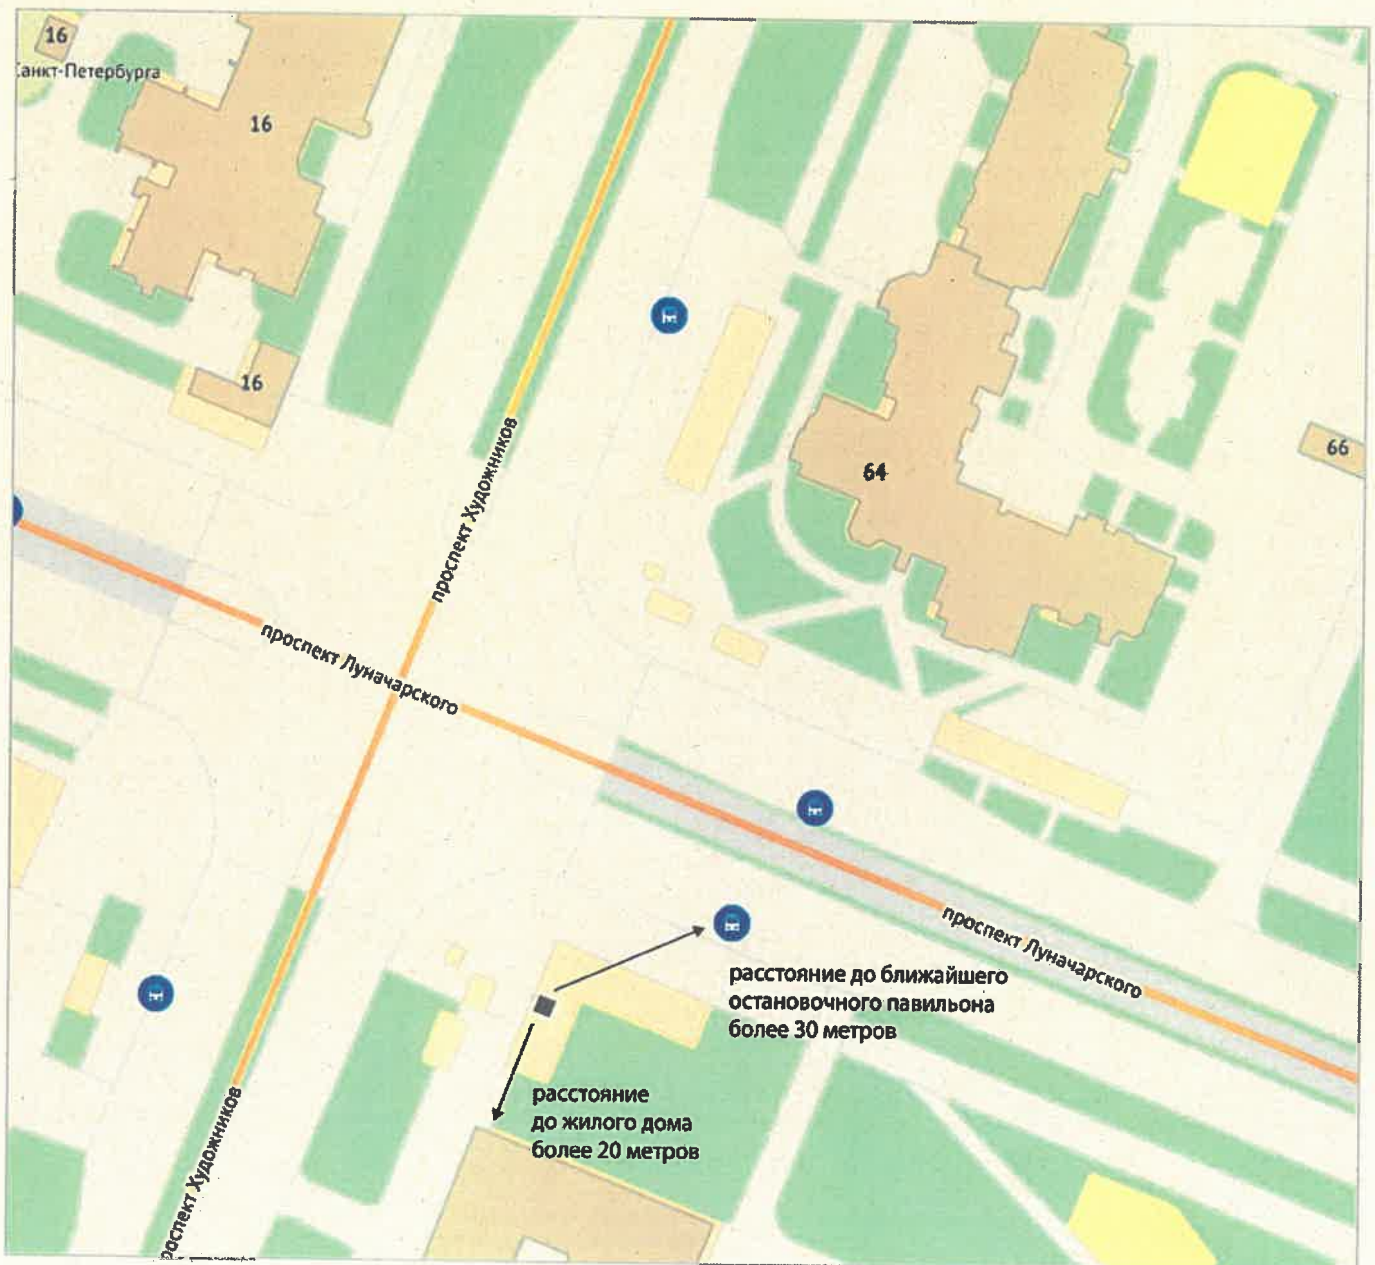 16
Санкт-Петербурга
16
16
проспект Художников
64
66
проспект Луначарского
проспект Луначарского
расстояние до ближайшего
остановочного павильона
более 30 метров
расстояние
до жилого дома
более 20 метров
проспект Художников